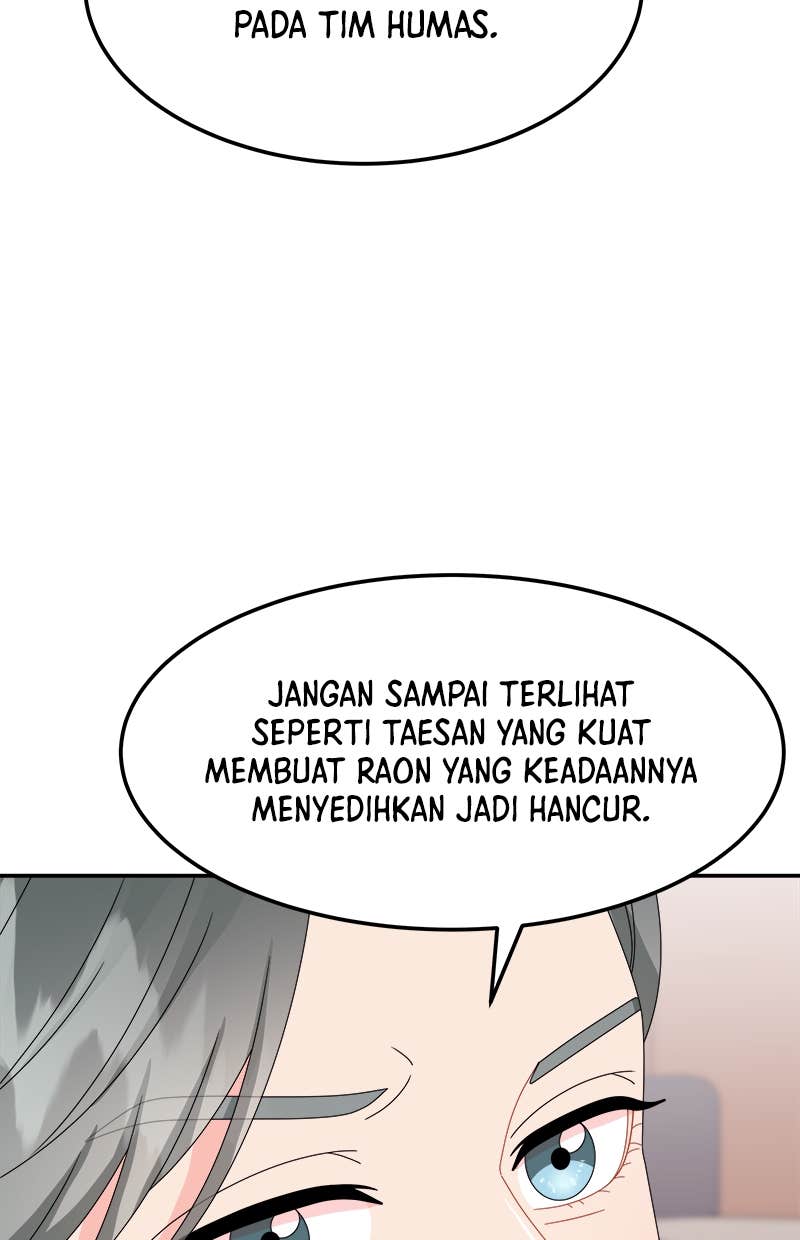 PADA TIM HUMAS.
JANGAN SAMPAI TERLIHAT
SEPERTI TAESAN YANG KUAT
MEMBUAT RAON YANG KEADAANNYA
MENYEDIHKAN JADI HANCUR.